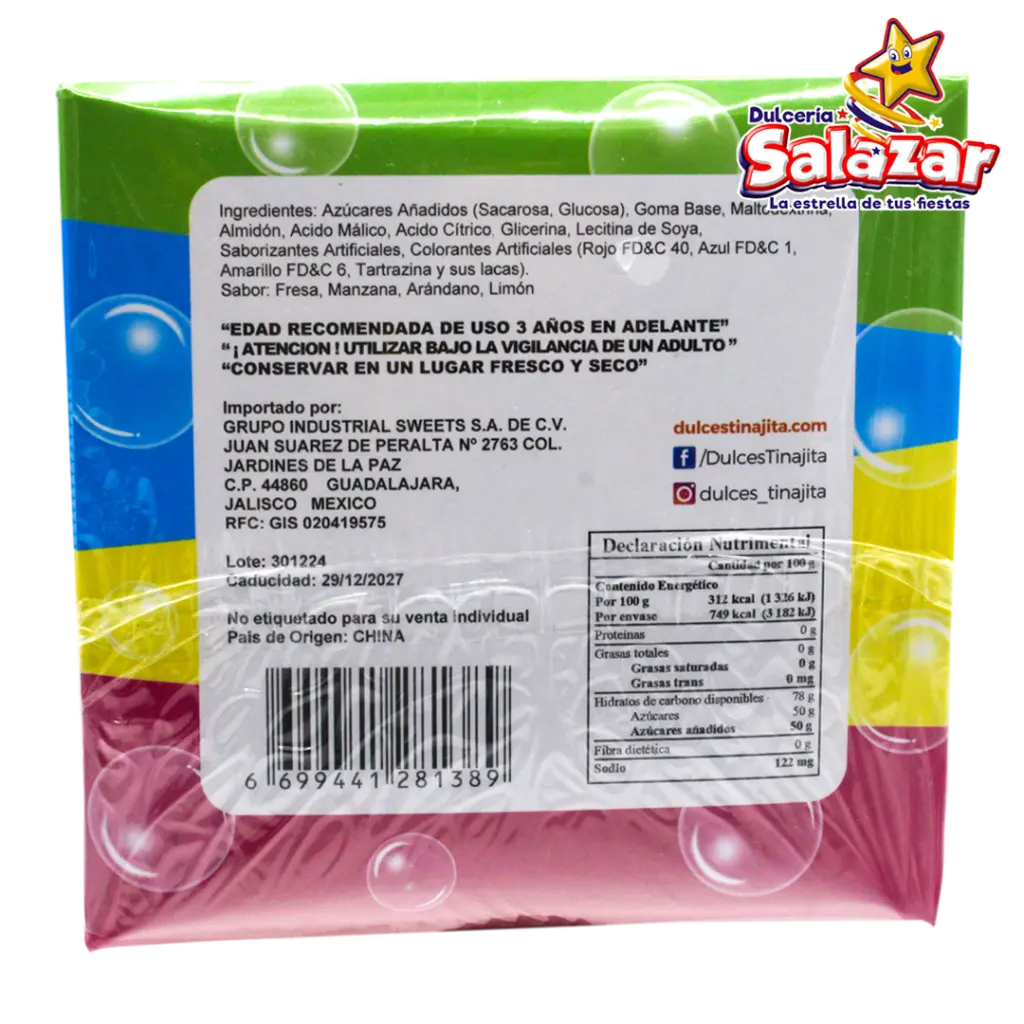 Dulcería
Salazar
La estrella de tus fiestas
Ingredientes: Azúcares Añadidos (Sacarosa, Glucosa), Goma Base, Maltodextrina,
Almidón, Acido Málico, Acido Cítrico, Glicerina, Lecitina de Soya,
Saborizantes Artificiales, Colorantes Artificiales (Rojo FD&C 40, Azul FD&C 1,
Amarillo FD&C 6, Tartrazina y sus lacas).
Sabor: Fresa, Manzana, Arándano, Limón
“EDAD RECOMENDADA DE USO 3 AÑOS EN ADELANTE”
“¡ATENCION! UTILIZAR BAJO LA VIGILANCIA DE UN ADULTO”
“CONSERVAR EN UN LUGAR FRESCO Y SECO”
Importado por:
GRUPO INDUSTRIAL SWEETS S.A. DE C.V.
JUAN SUAREZ DE PERALTA Nº 2763 COL.
JARDINES DE LA PAZ
C.P. 44860 GUADALAJARA,
JALISCO MEXICO
RFC: GIS 020419575
dulcestinajita.com
/DulcesTinajita
dulces_tinajita
Lote: 301224
Caducidad: 29/12/2027
No etiquetado para su venta individual
Pais de Origen: CHINA
6 699441 281389
Declaración Nutrimental
Cantidad por 100 g
Contenido Energético
Por 100 g 312 kcal (1 326 kJ)
Por envase 749 kcal (3 182 kJ)
Proteínas 0 g
Grasas totales 0 g
Grasas saturadas 0 g
Grasas trans 0 mg
Hidratos de carbono disponibles 78 g
Azúcares 50 g
Azúcares añadidos 50 g
Fibra dietética 0 g
Sodio 122 mg